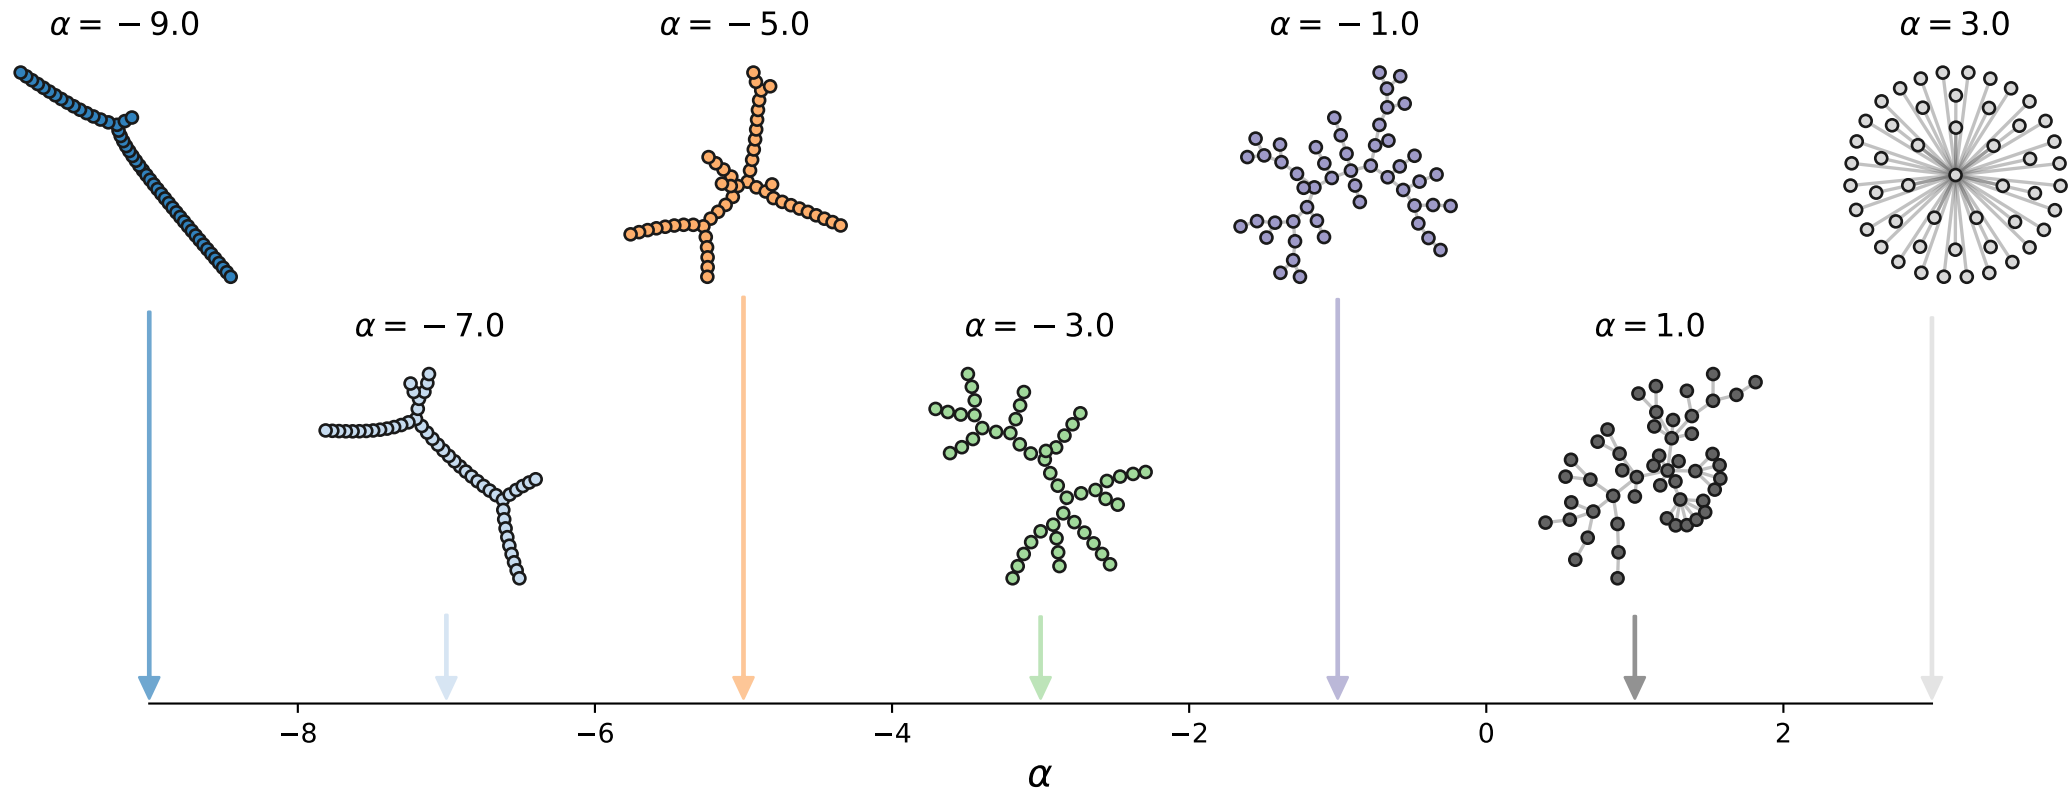 α = −9.0
α = −5.0
α = −1.0
α = 3.0
α = −7.0
α = −3.0
α = 1.0
−8
−6
−4
−2
0
2
α